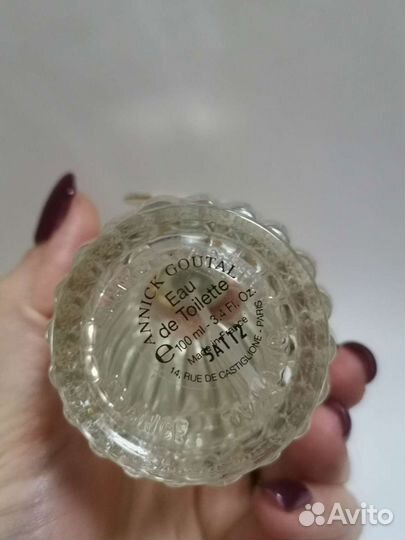 ANNICK GOUTAL
Eau
de Toilette
e 100 ml - 3.4 Fl. Oz.
Made in France
5AT1Z
14, RUE DE CASTIGLIONE - PARIS
Avito